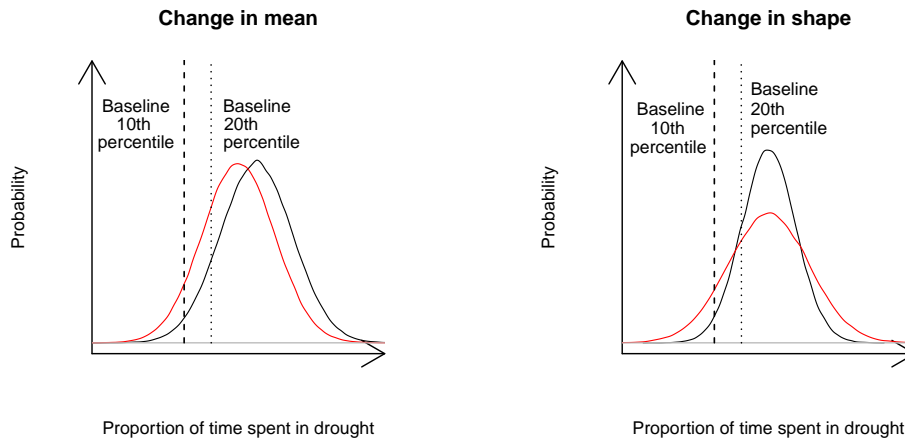 Change in mean
Baseline
10th
percentile
Baseline
20th
percentile
Probability
Proportion of time spent in drought
Change in shape
Baseline
10th
percentile
Baseline
20th
percentile
Probability
Proportion of time spent in drought